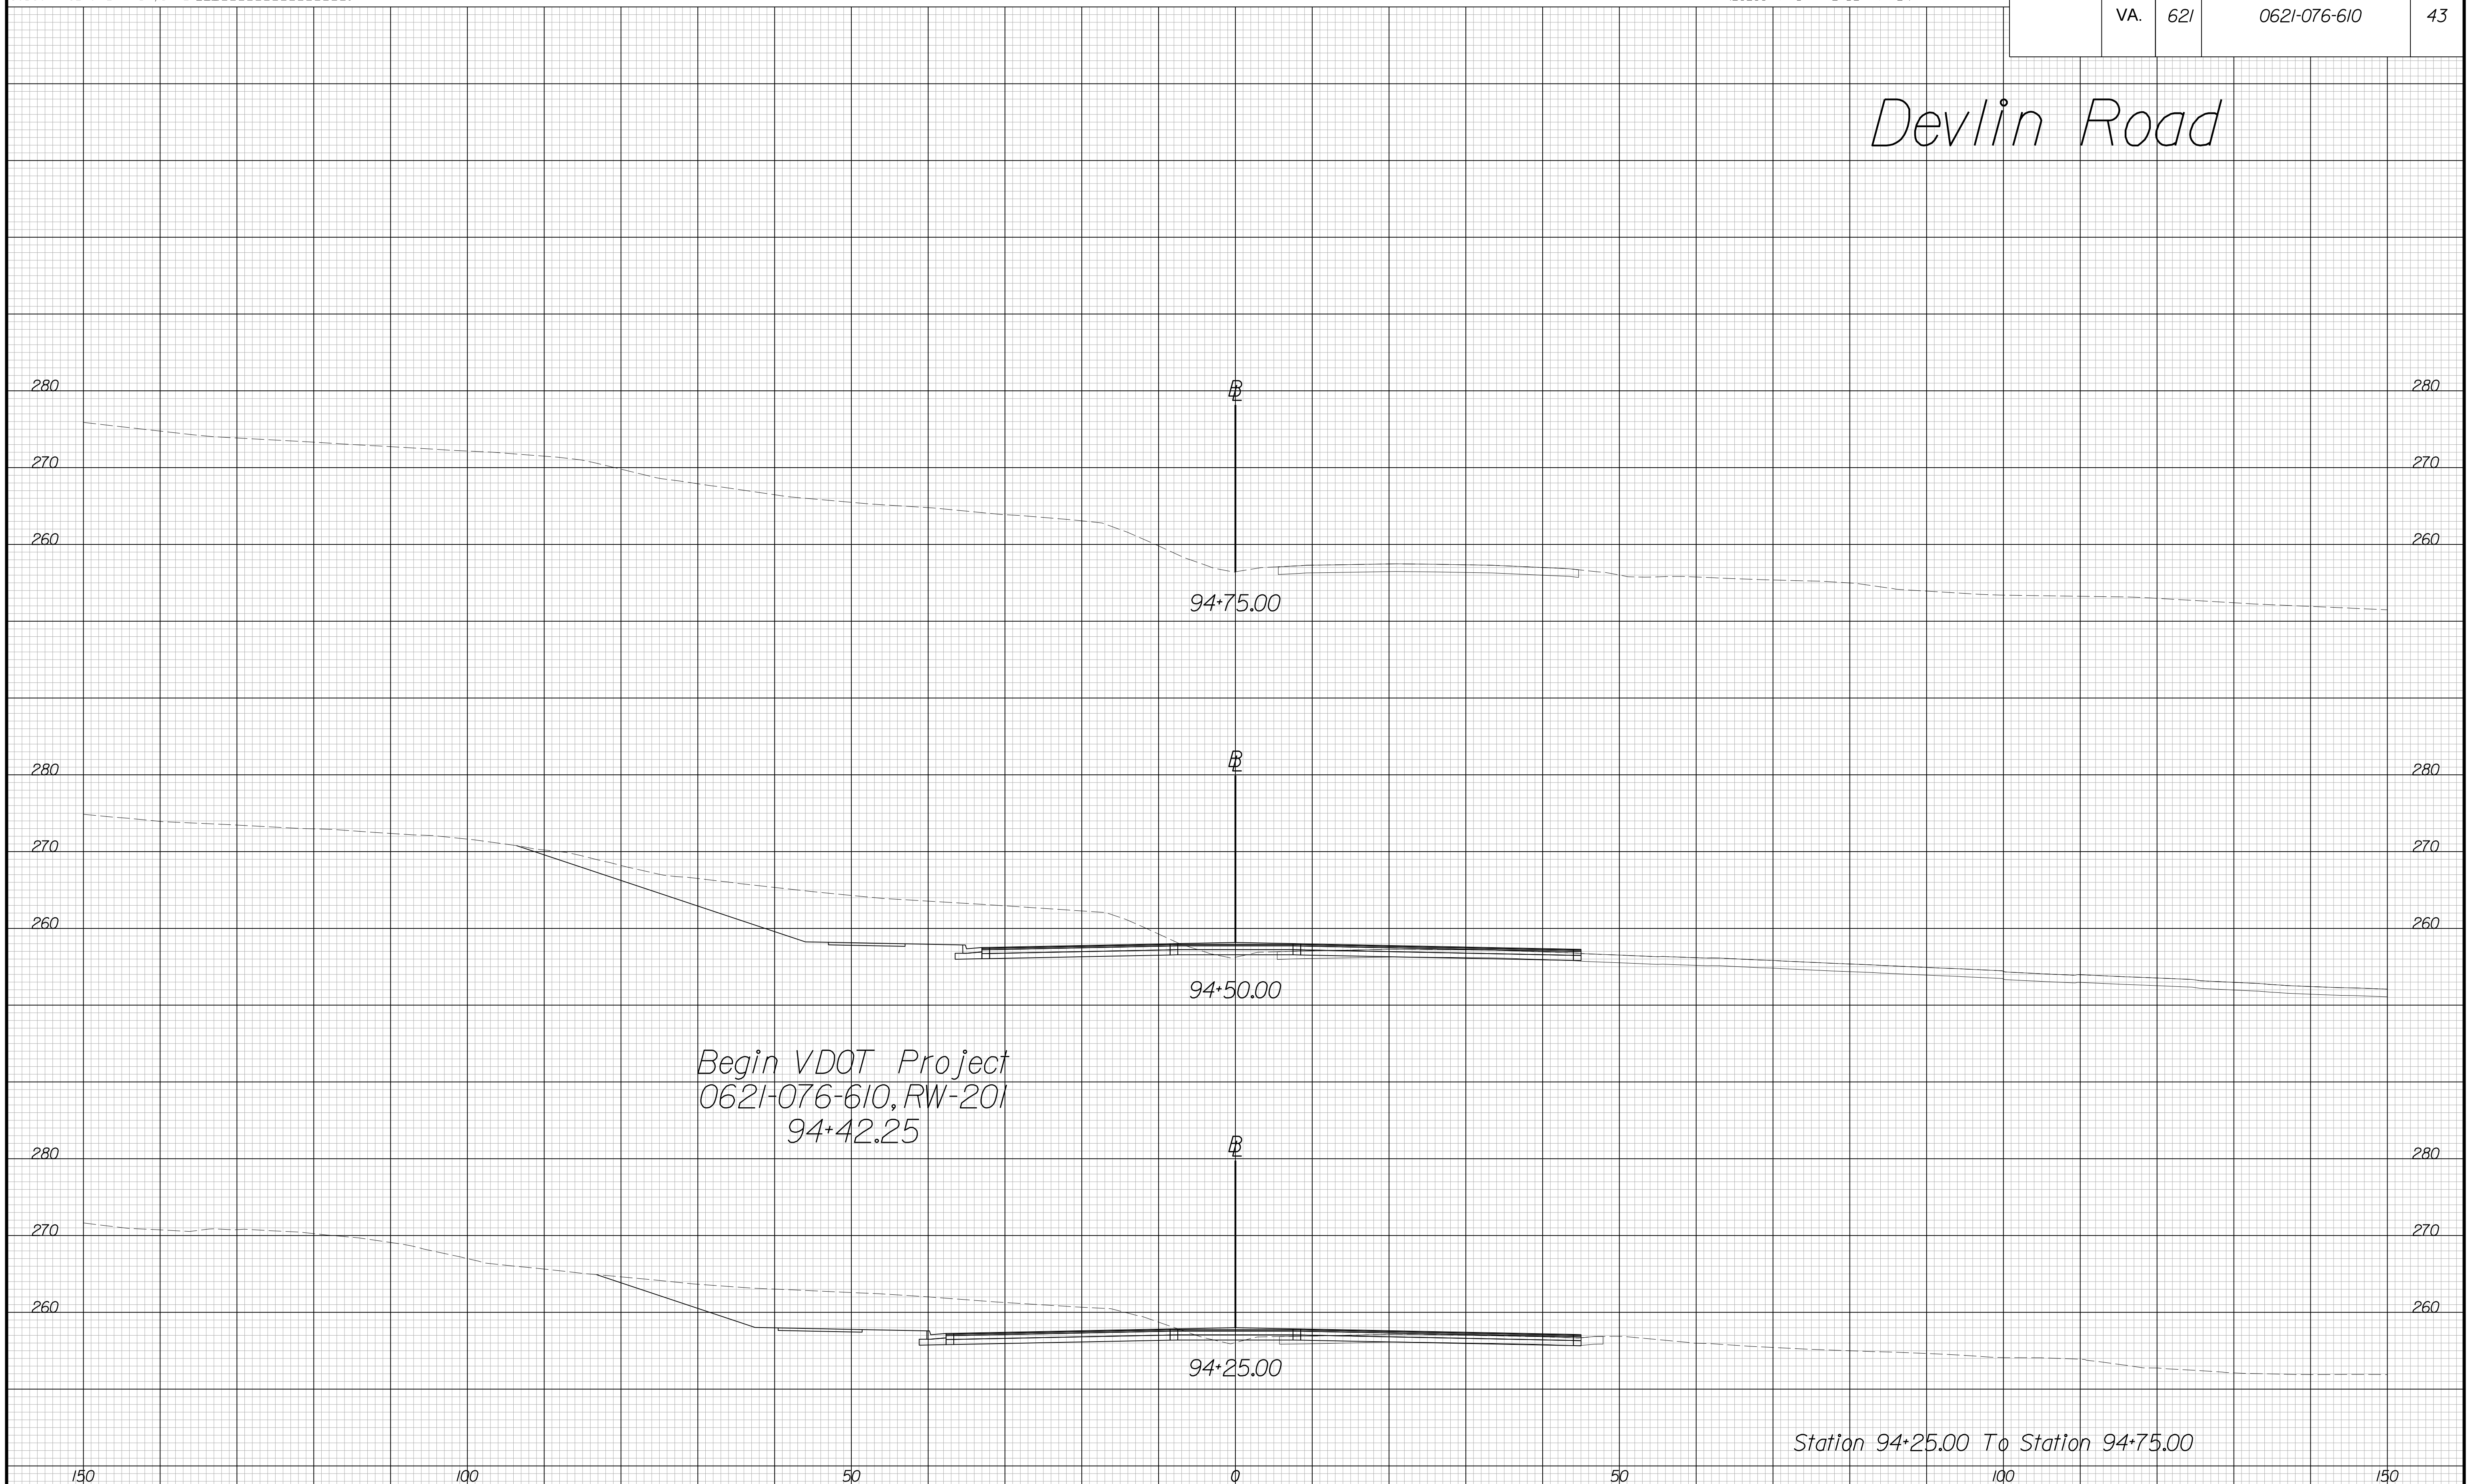 VA. 621 0621-076-610 43
Devlin Road
280 280
BL
270 270
260 260
94+75.00
280 280
BL
270 270
260 260
94+50.00
Begin VDOT Project
0621-076-610, RW-201
94+42.25
280 280
BL
270 270
260 260
94+25.00
Station 94+25.00 To Station 94+75.00
150 100 50 0 50 100 150